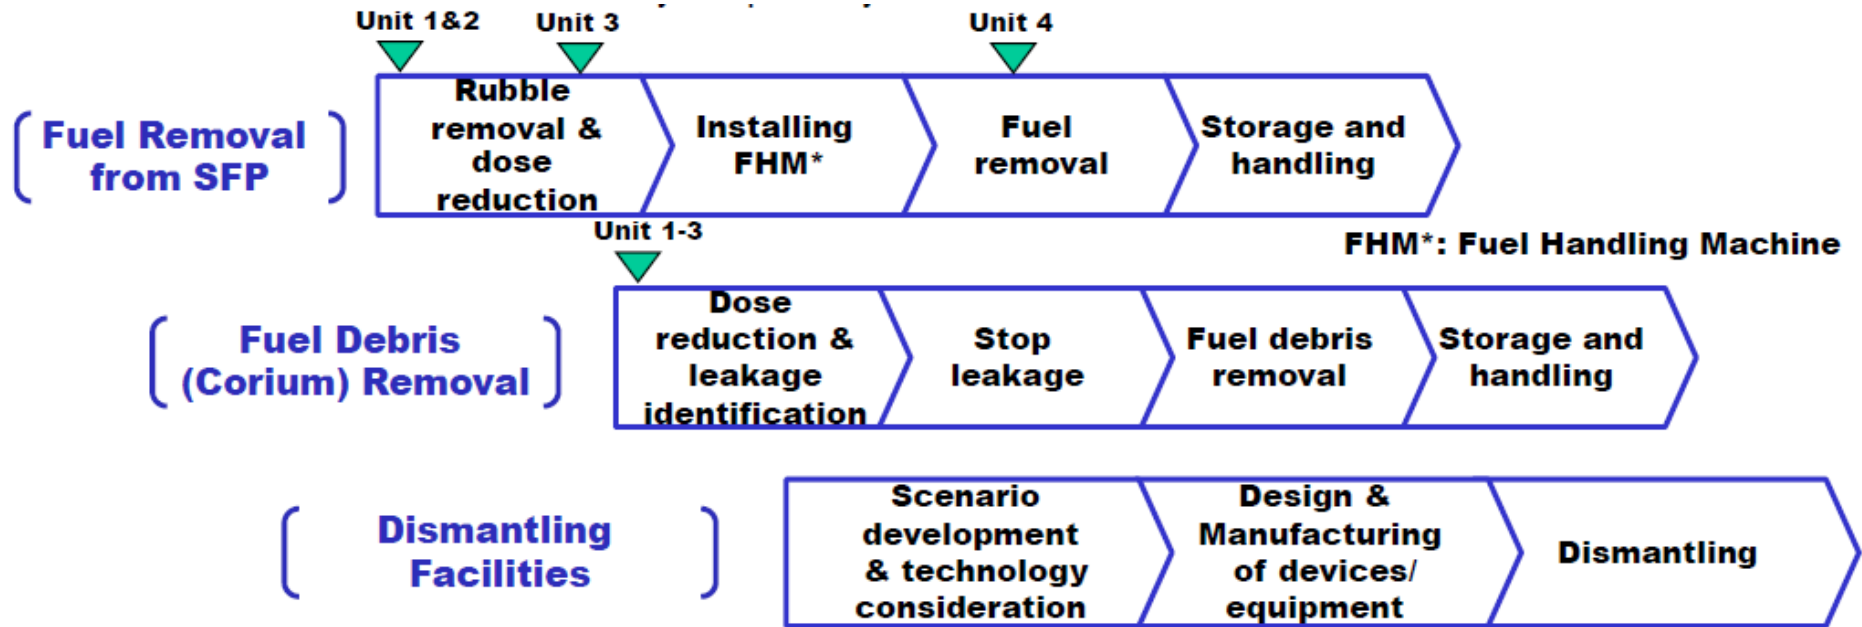 Unit 1&2
Unit 3
Unit 4
Fuel Removal
from SFP
Rubble
removal &
dose
reduction
Installing
FHM*
Fuel
removal
Storage and
handling
FHM*: Fuel Handling Machine
Unit 1-3
Fuel Debris
(Corium) Removal
Dose
reduction &
leakage
identification
Stop
leakage
Fuel debris
removal
Storage and
handling
Dismantling
Facilities
Scenario
development
& technology
consideration
Design &
Manufacturing
of devices/
equipment
Dismantling